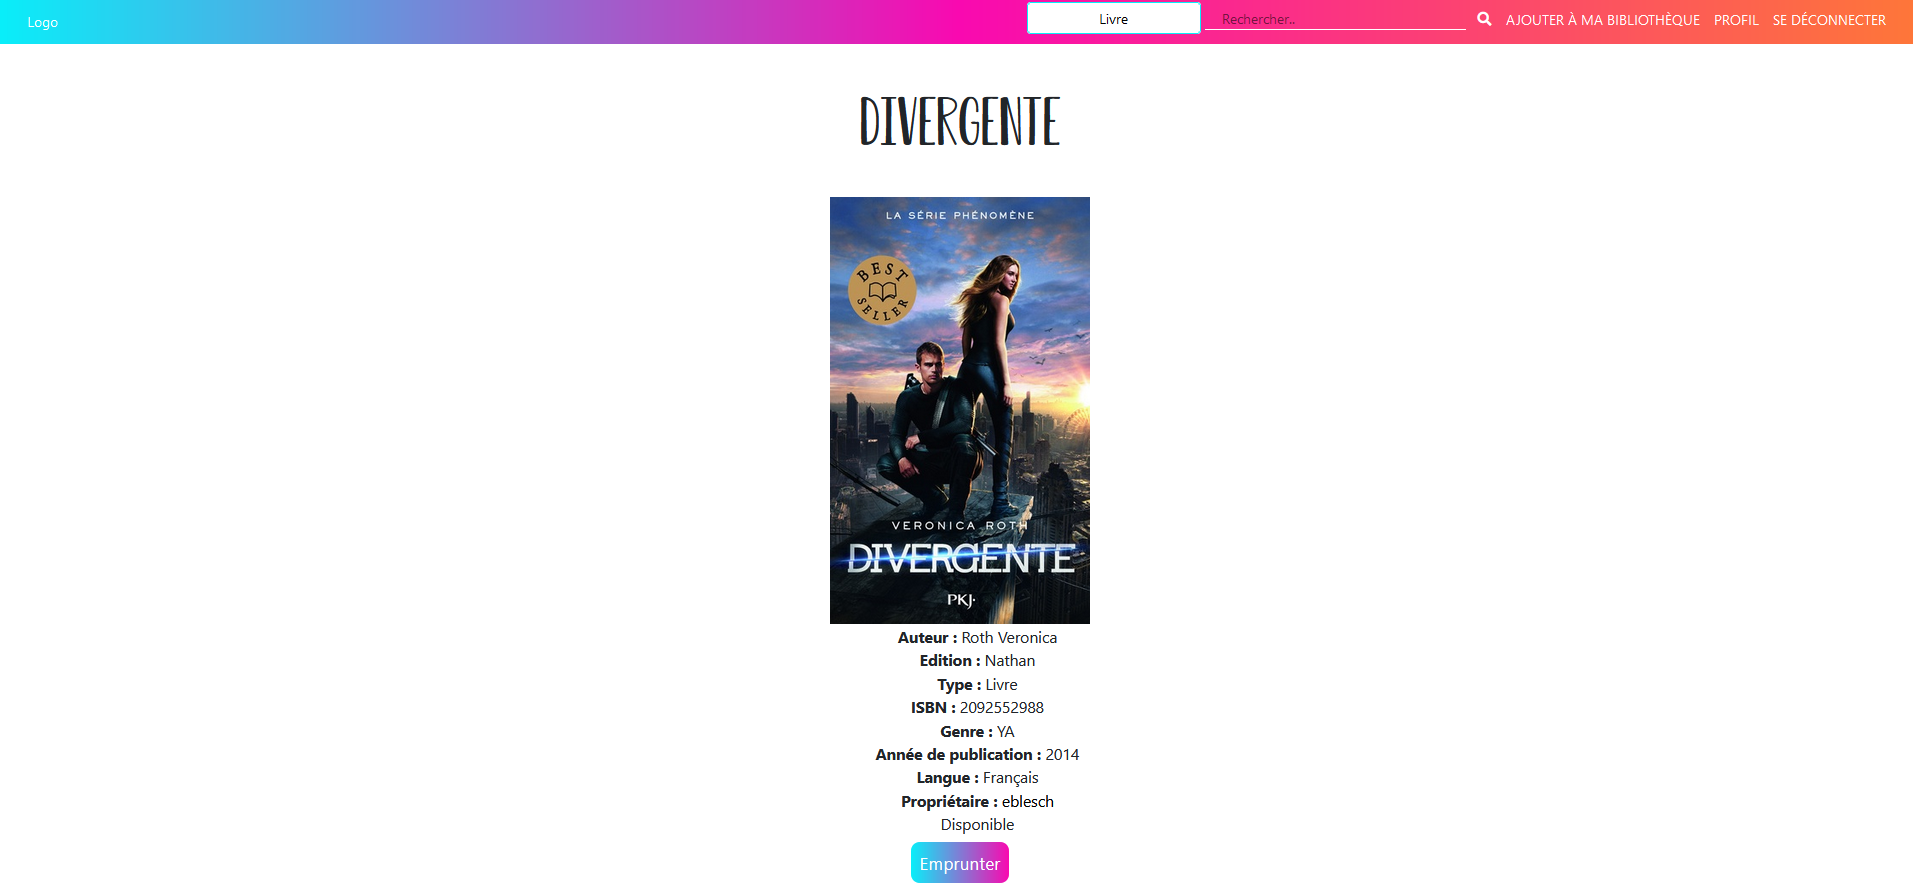 Logo
Livre
Rechercher..
AJOUTER À MA BIBLIOTHÈQUE
PROFIL
SE DÉCONNECTER
DIVERGENTE
LA SÉRIE PHÉNOMÈNE
BEST
SELLER
VERONICA ROTH
DIVERGENTE
PKJ·
Auteur : Roth Veronica
Edition : Nathan
Type : Livre
ISBN : 2092552988
Genre : YA
Année de publication : 2014
Langue : Français
Propriétaire : eblesch
Disponible
Emprunter